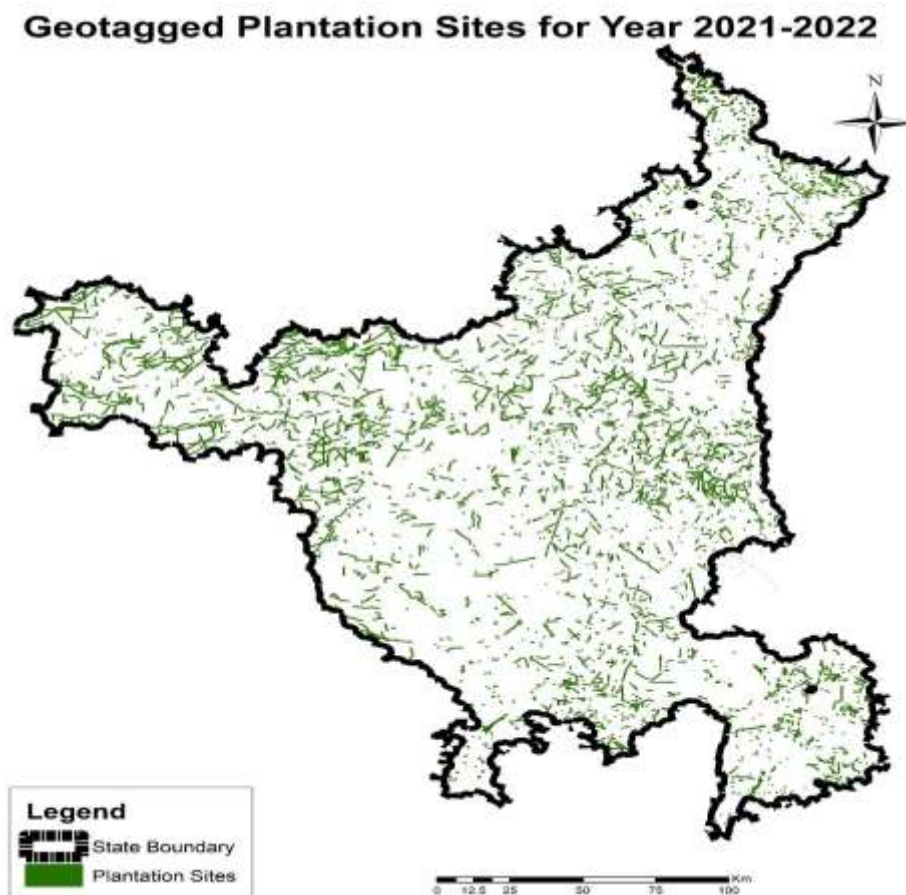 Geotagged Plantation Sites for Year 2021-2022
N
Legend
State Boundary
Plantation Sites
Km
0 12.5 25 50 75 100